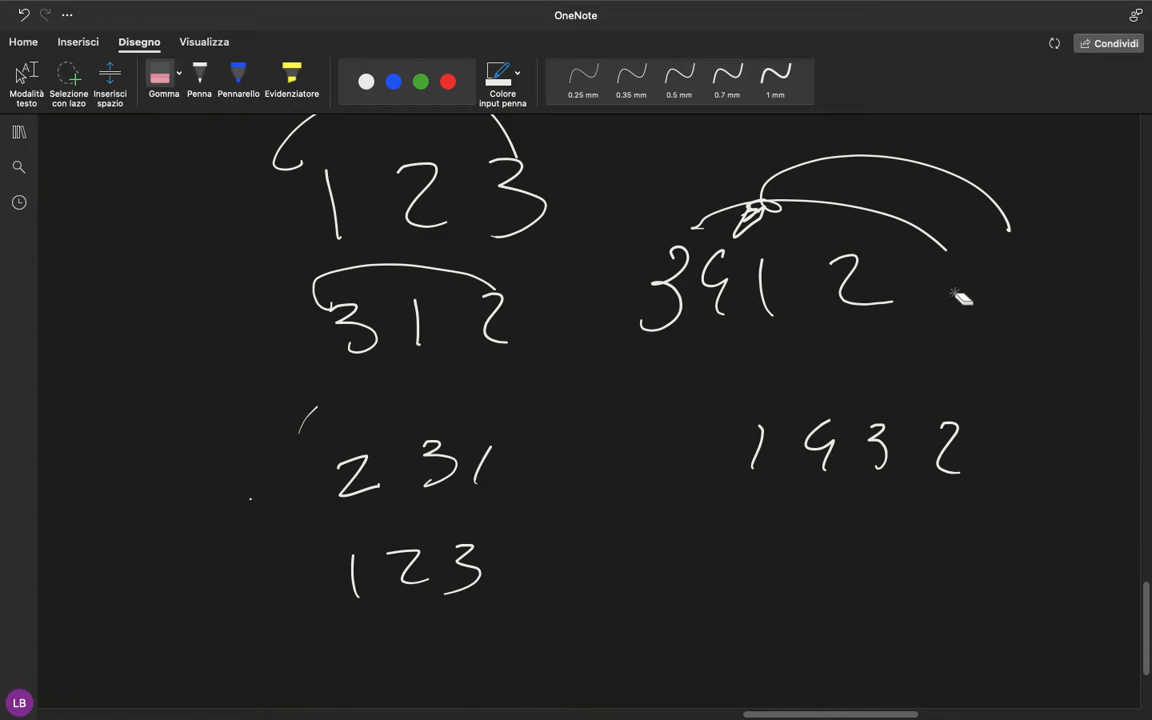 OneNote
Home Inserisci Disegno Visualizza
Condividi
Modalità testo
Selezione con lazo
Inserisci spazio
Gomma
Penna
Pennarello
Evidenziatore
Colore input penna
0.25 mm 0.35 mm 0.5 mm 0.7 mm 1 mm
1 2 3
3 1 2
2 3 1
1 2 3
3 4 1 2
1 4 3 2
LB